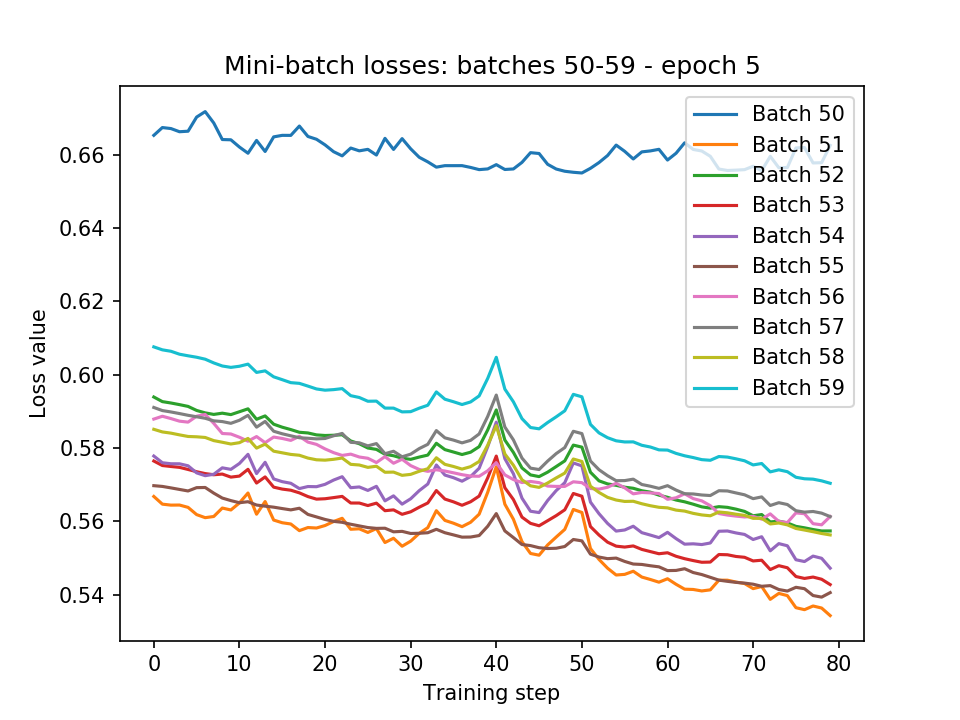 Mini-batch losses: batches 50-59 - epoch 5
Loss value
0.66
0.64
0.62
0.60
0.58
0.56
0.54
Batch 50
Batch 51
Batch 52
Batch 53
Batch 54
Batch 55
Batch 56
Batch 57
Batch 58
Batch 59
0 10 20 30 40 50 60 70 80
Training step